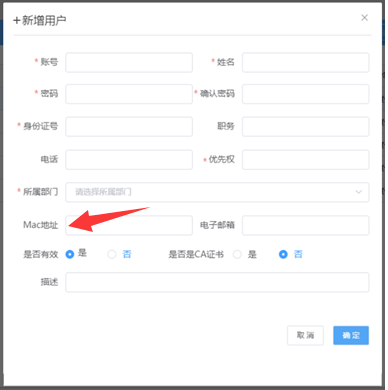 +新增用户
* 账号 * 姓名
* 密码 * 确认密码
* 身份证号 职务
电话 * 优先权
* 所属部门 请选择所属部门
Mac地址 电子邮箱
是否有效 是 否 是否是CA证书 是 否
描述
取消 确定